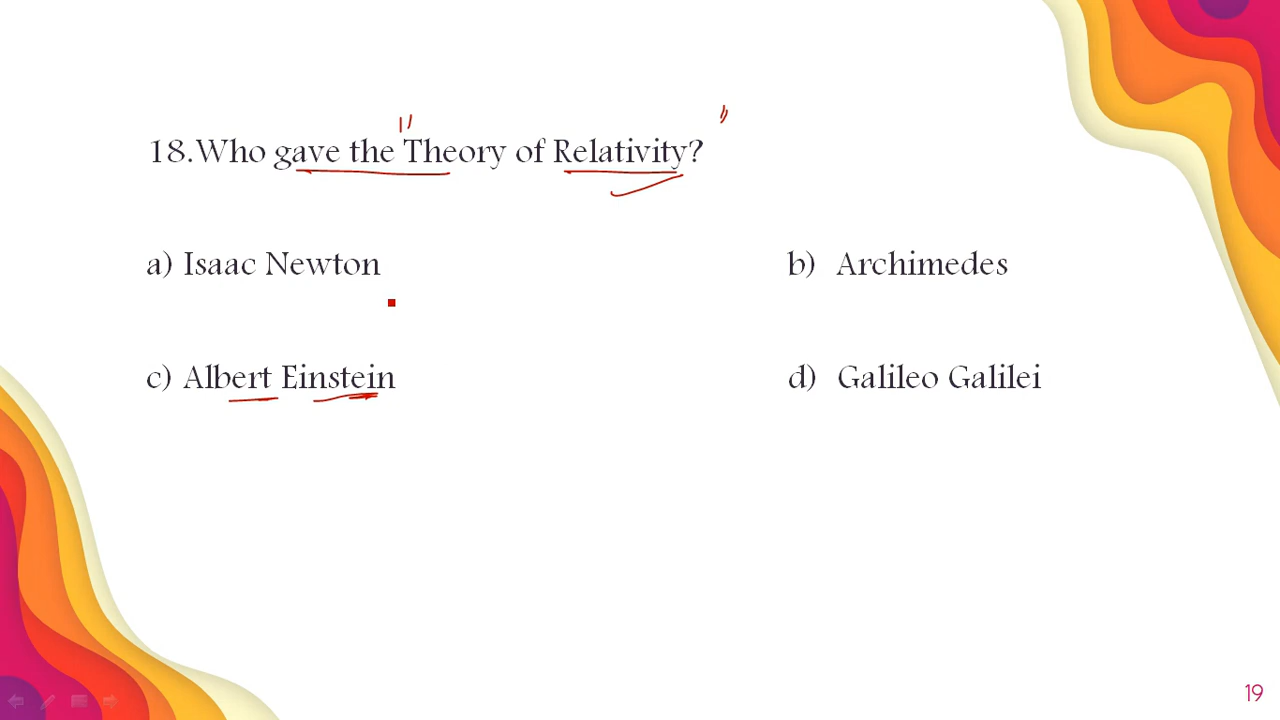 18.Who gave the Theory of Relativity?
a) Isaac Newton
b) Archimedes
c) Albert Einstein
d) Galileo Galilei
19